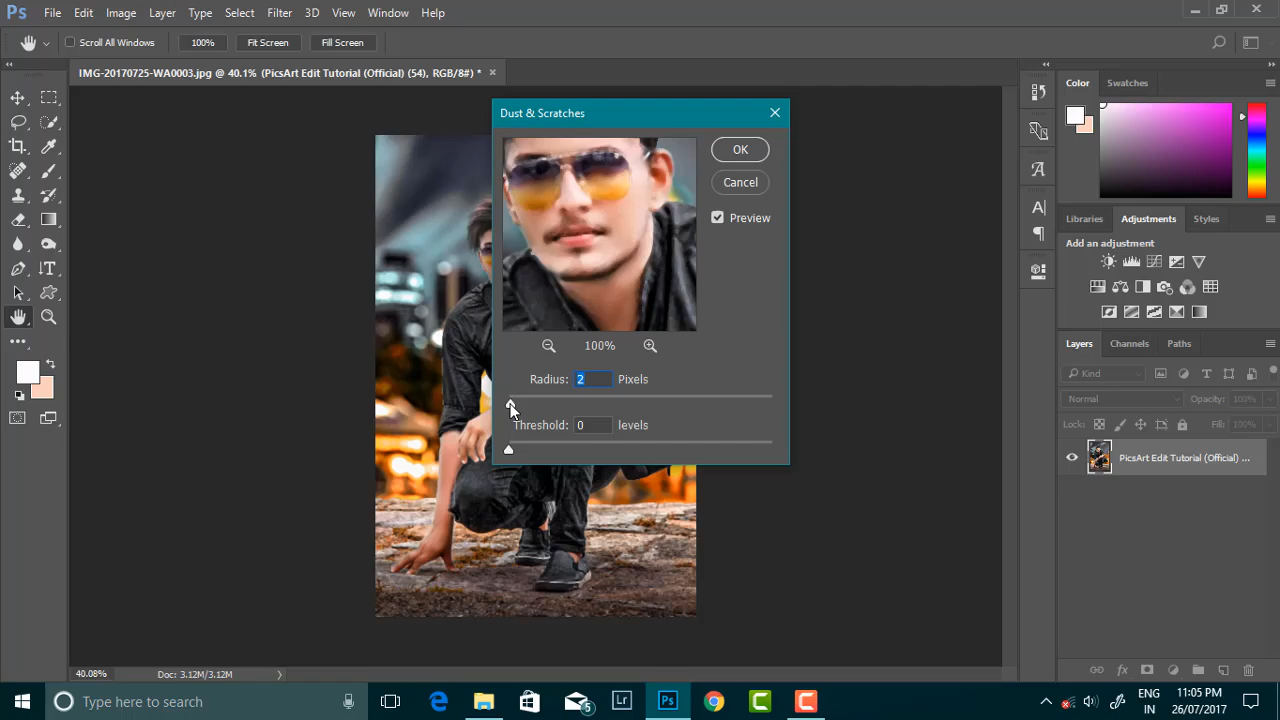 Ps File Edit Image Layer Type Select Filter 3D View Window Help
Scroll All Windows 100% Fit Screen Fill Screen
IMG-20170725-WA0003.jpg @ 40.1% (PicsArt Edit Tutorial (Official) (54), RGB/8#) * ×
Dust & Scratches
OK
Cancel
Preview
100%
Radius: 2 Pixels
Threshold: 0 levels
Color Swatches
Libraries Adjustments Styles
Add an adjustment
Layers Channels Paths
Kind
Normal Opacity: 100%
Lock: Fill: 100%
PicsArt Edit Tutorial (Official) ...
40.08% Doc: 3.12M/3.12M
Type here to search
5
Lr
Ps
ENG
IN
11:05 PM
26/07/2017